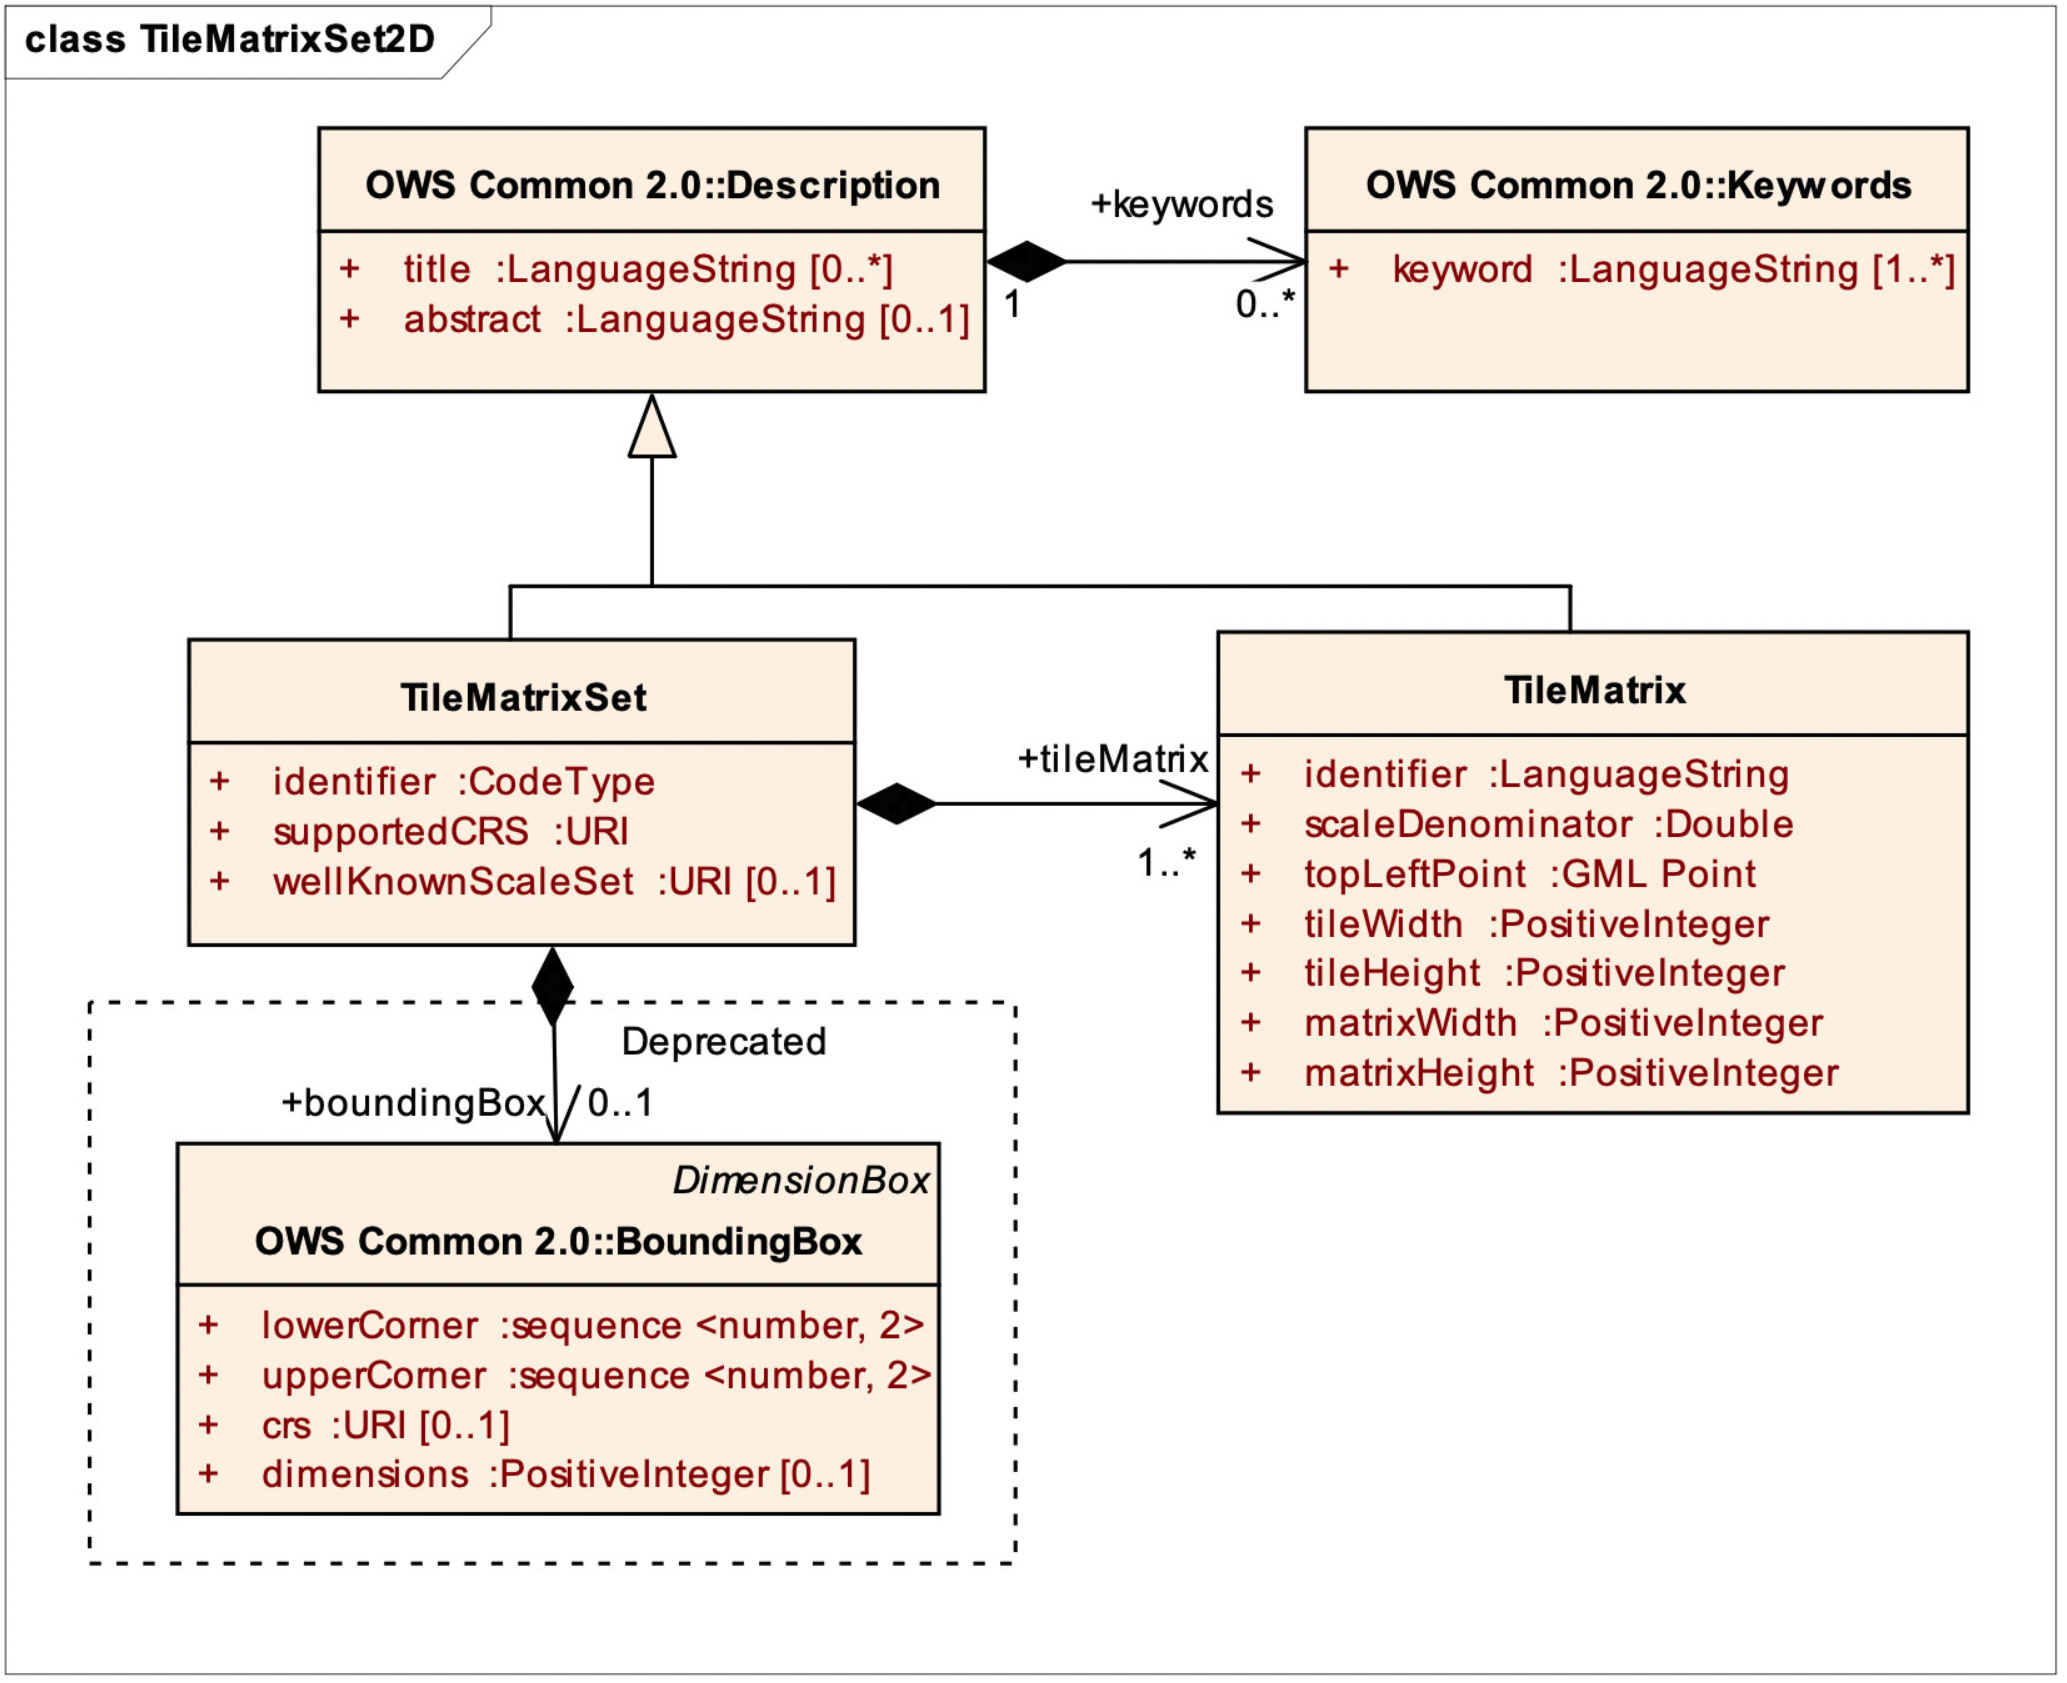 class TileMatrixSet2D
OWS Common 2.0::Description
+ title :LanguageString [0..*]
+ abstract :LanguageString [0..1]
+keywords
1
0..*
OWS Common 2.0::Keywords
+ keyword :LanguageString [1..*]
TileMatrixSet
+ identifier :CodeType
+ supportedCRS :URI
+ wellKnownScaleSet :URI [0..1]
+tileMatrix
1..*
TileMatrix
+ identifier :LanguageString
+ scaleDenominator :Double
+ topLeftPoint :GML Point
+ tileWidth :PositiveInteger
+ tileHeight :PositiveInteger
+ matrixWidth :PositiveInteger
+ matrixHeight :PositiveInteger
Deprecated
+boundingBox
0..1
DimensionBox
OWS Common 2.0::BoundingBox
+ lowerCorner :sequence <number, 2>
+ upperCorner :sequence <number, 2>
+ crs :URI [0..1]
+ dimensions :PositiveInteger [0..1]